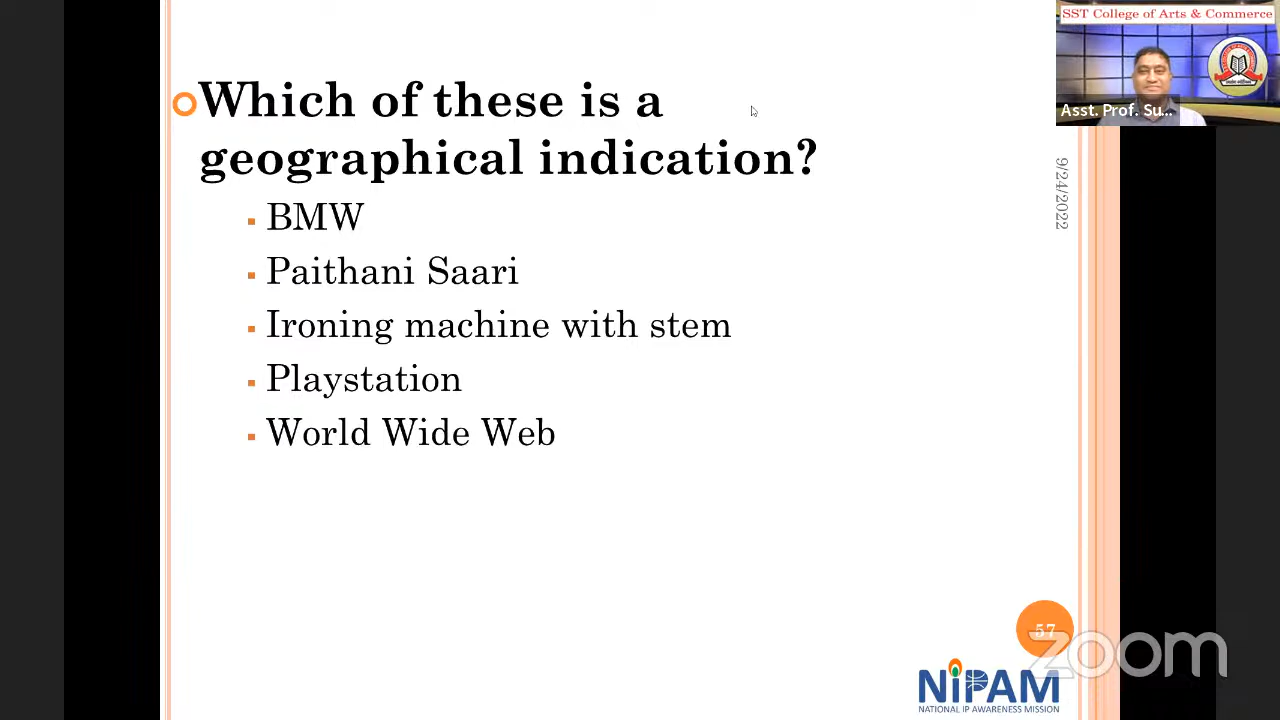 SST College of Arts & Commerce
Asst. Prof. Su...
Which of these is a
geographical indication?
BMW
Paithani Saari
Ironing machine with stem
Playstation
World Wide Web
9/24/2022
57
zoom
NiPAM
NATIONAL IP AWARENESS MISSION